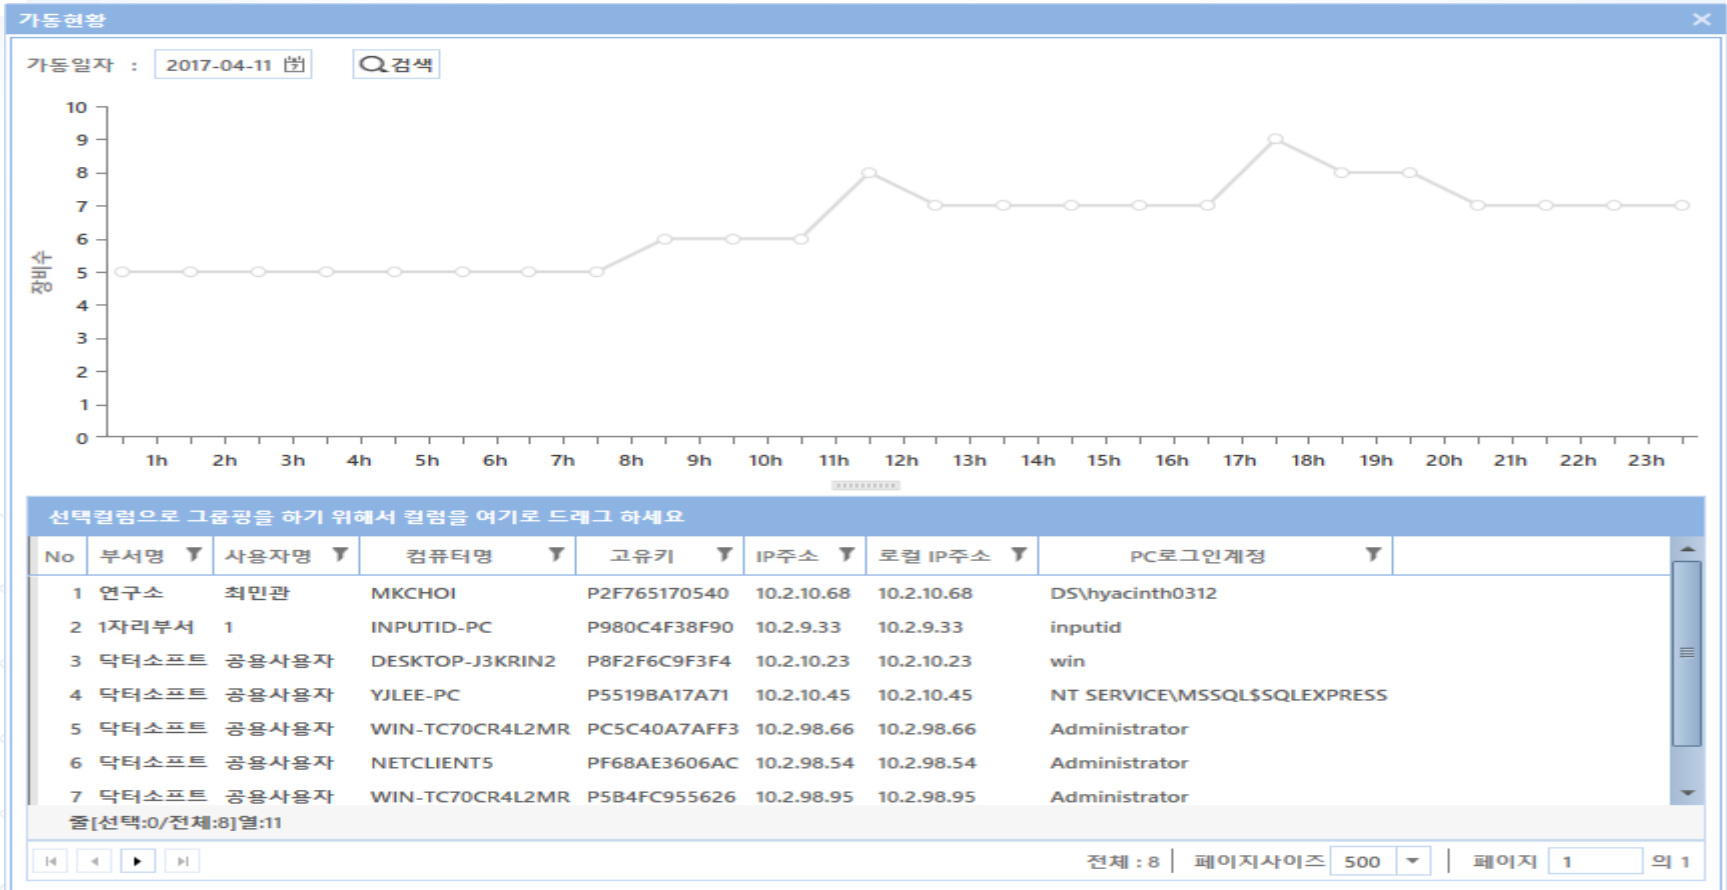 가동현황
가동일자 : 2017-04-11 검색
10
9
8
7
6
5
4
3
2
1
0
장비수
1h 2h 3h 4h 5h 6h 7h 8h 9h 10h 11h 12h 13h 14h 15h 16h 17h 18h 19h 20h 21h 22h 23h
선택컬럼으로 그룹핑을 하기 위해서 컬럼을 여기로 드래그 하세요
No 부서명 사용자명 컴퓨터명 고유키 IP주소 로컬 IP주소 PC로그인계정
1 연구소 최민관 MKCHOI P2F765170540 10.2.10.68 10.2.10.68 DS\hyacinth0312
2 1자리부서 1 INPUTID-PC P980C4F38F90 10.2.9.33 10.2.9.33 inputid
3 닥터소프트 공용사용자 DESKTOP-J3KRIN2 P8F2F6C9F3F4 10.2.10.23 10.2.10.23 win
4 닥터소프트 공용사용자 YJLEE-PC P5519BA17A71 10.2.10.45 10.2.10.45 NT SERVICE\MSSQL$SQLEXPRESS
5 닥터소프트 공용사용자 WIN-TC70CR4L2MR PC5C40A7AFF3 10.2.98.66 10.2.98.66 Administrator
6 닥터소프트 공용사용자 NETCLIENT5 PF68AE3606AC 10.2.98.54 10.2.98.54 Administrator
7 닥터소프트 공용사용자 WIN-TC70CR4L2MR P5B4FC955626 10.2.98.95 10.2.98.95 Administrator
줄[선택:0/전체:8]열:11
전체 : 8 페이지사이즈 500 페이지 1 의 1